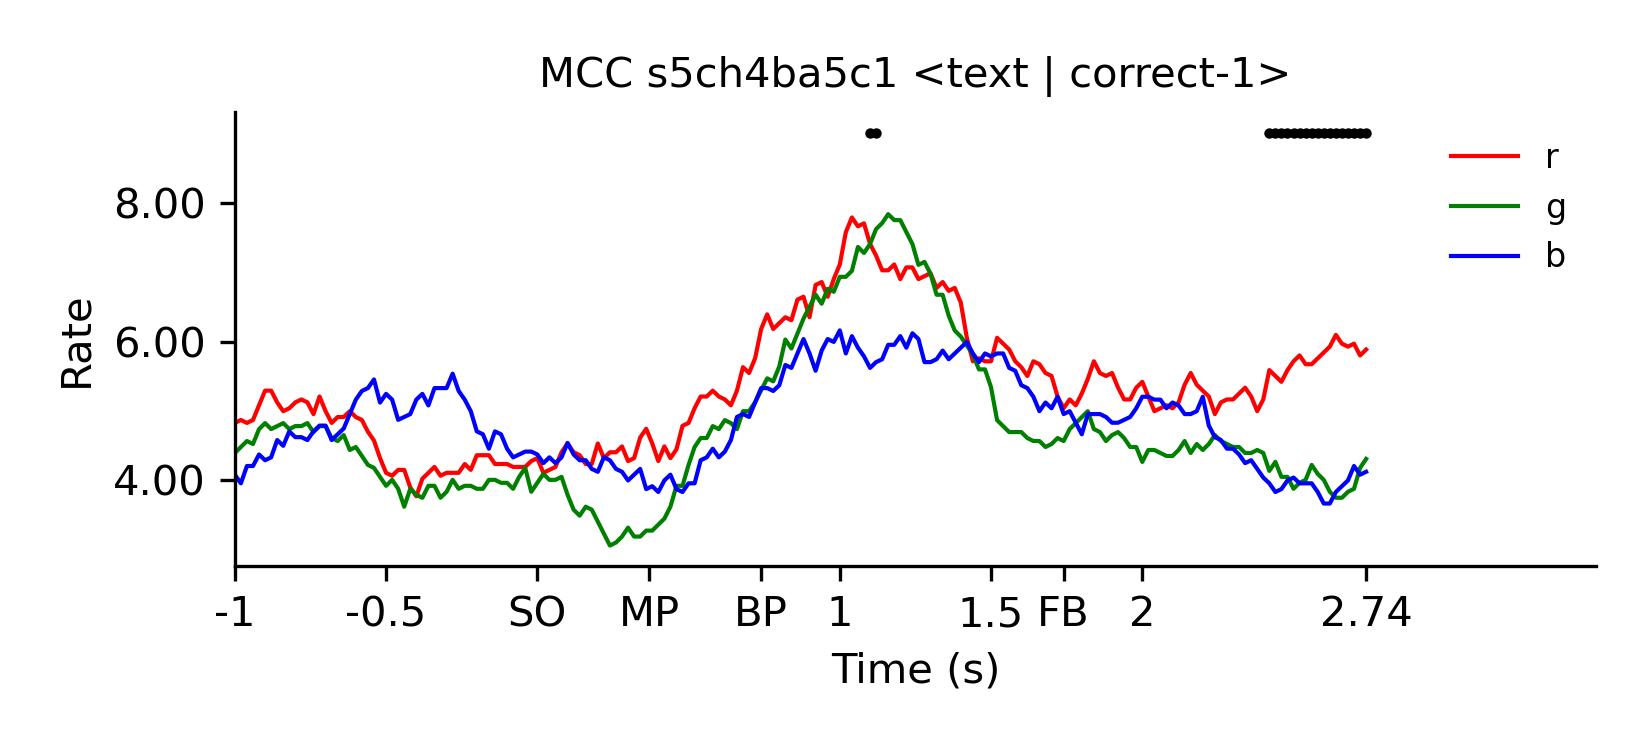 MCC s5ch4ba5c1 <text | correct-1>
r
g
b
8.00
6.00
4.00
Rate
-1 -0.5 SO MP BP 1 1.5 FB 2 2.74
Time (s)